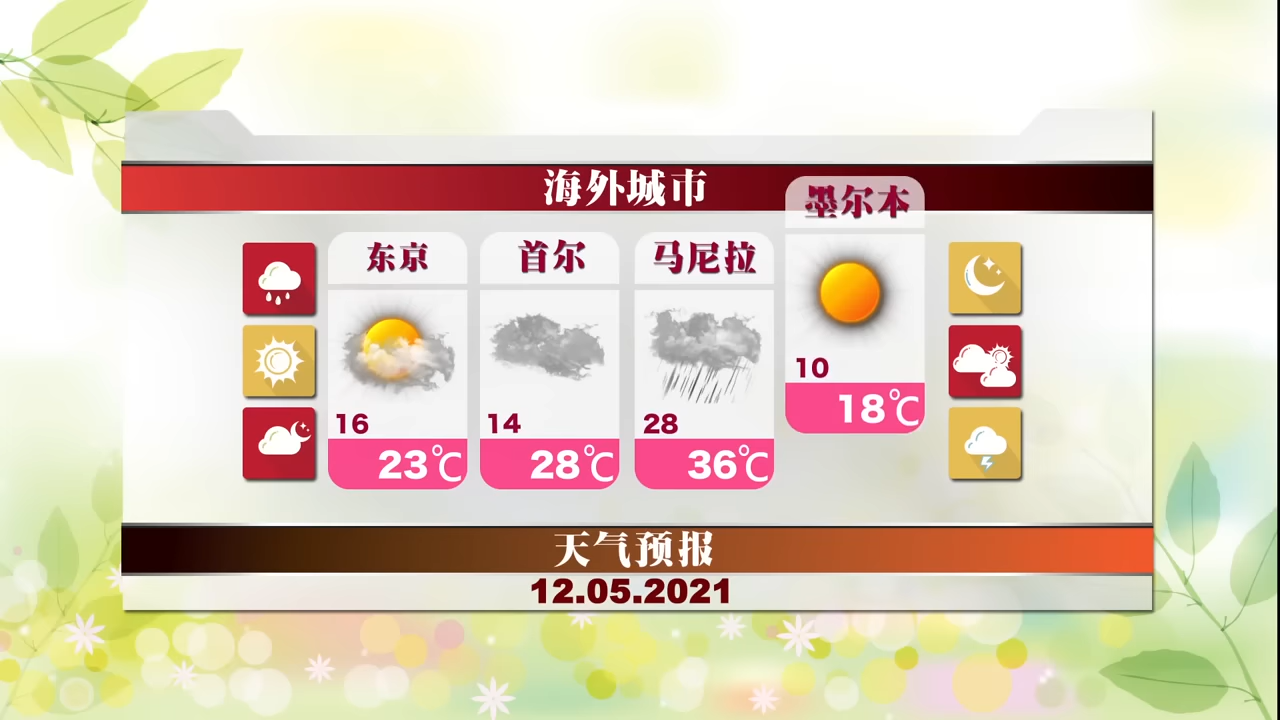 海外城市
东京
16
23℃
首尔
14
28℃
马尼拉
28
36℃
墨尔本
10
18℃
天气预报
12.05.2021